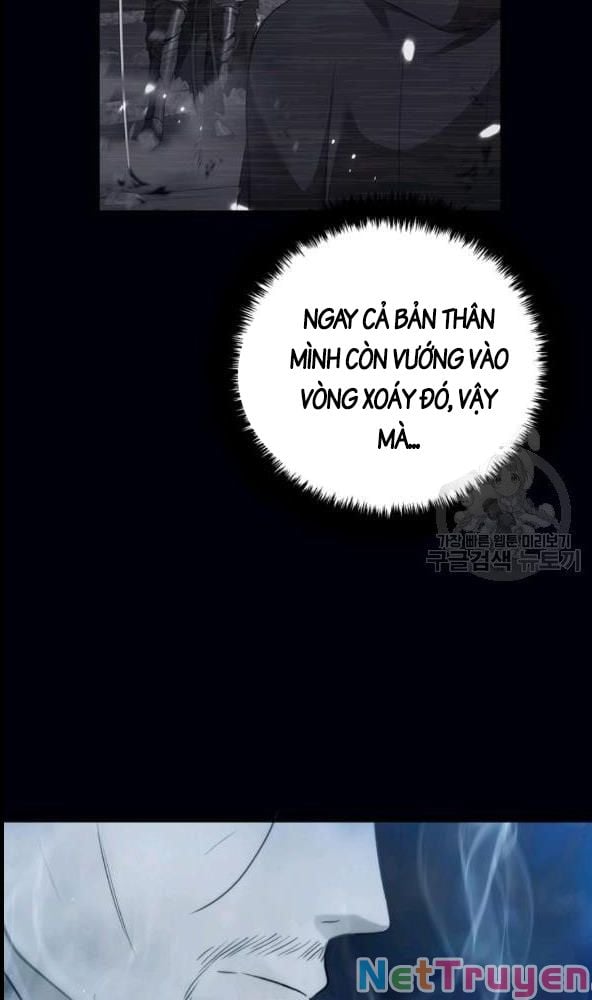 NGAY CẢ BẢN THÂN
MÌNH CÒN VƯỚNG VÀO
VÒNG XOÁY ĐÓ, VẬY
MÀ...
가장 빠른 웹툰 미리보기
구글검색 뉴토끼
NetTruyen